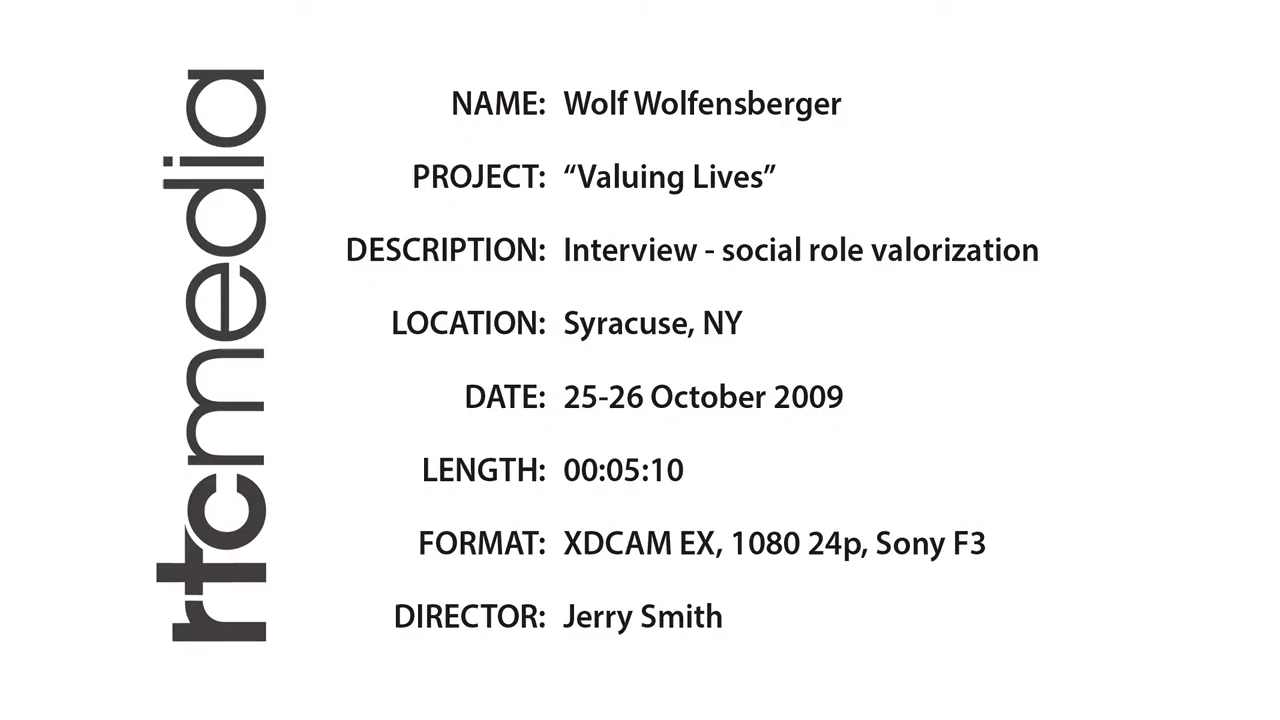 rtcmedia
NAME: Wolf Wolfensberger
PROJECT: “Valuing Lives”
DESCRIPTION: Interview - social role valorization
LOCATION: Syracuse, NY
DATE: 25-26 October 2009
LENGTH: 00:05:10
FORMAT: XDCAM EX, 1080 24p, Sony F3
DIRECTOR: Jerry Smith